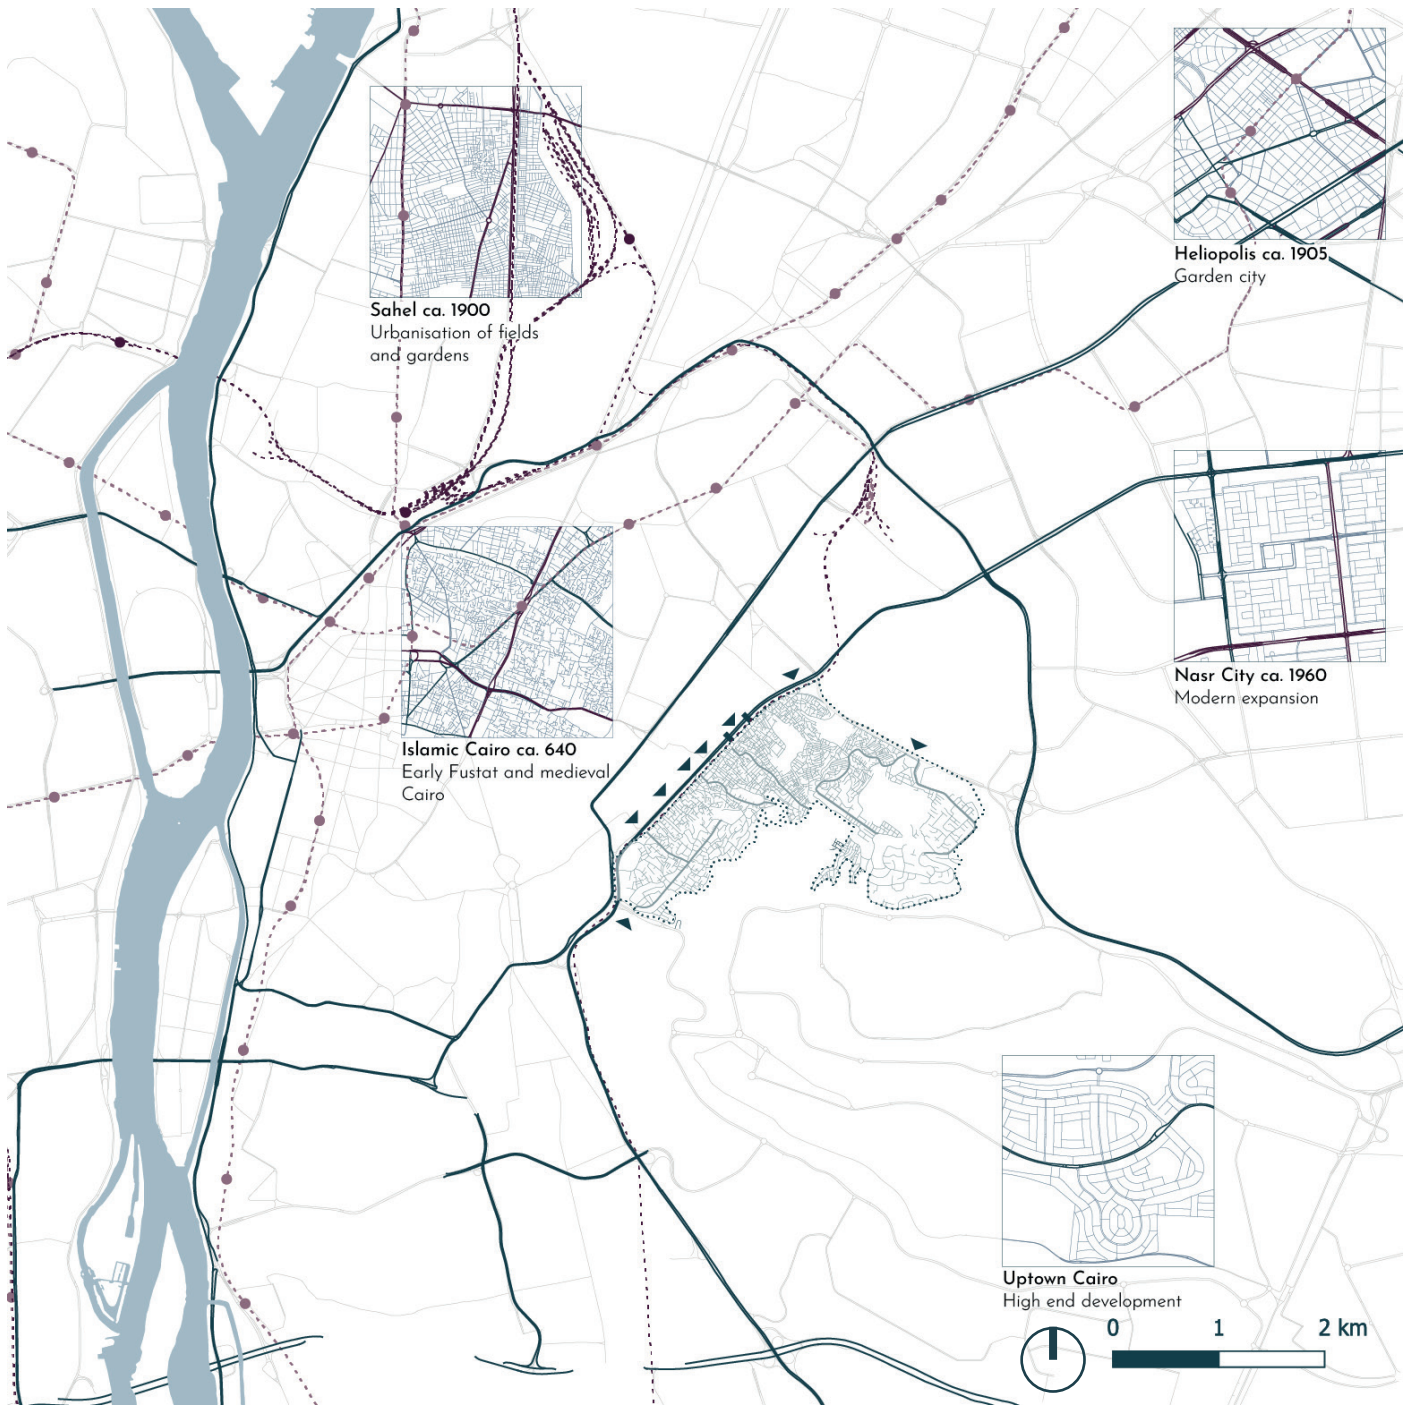 Heliopolis ca. 1905
Garden city
Sahel ca. 1900
Urbanisation of fields
and gardens
Nasr City ca. 1960
Modern expansion
Islamic Cairo ca. 640
Early Fustat and medieval
Cairo
Uptown Cairo
High end development
0 1 2 km